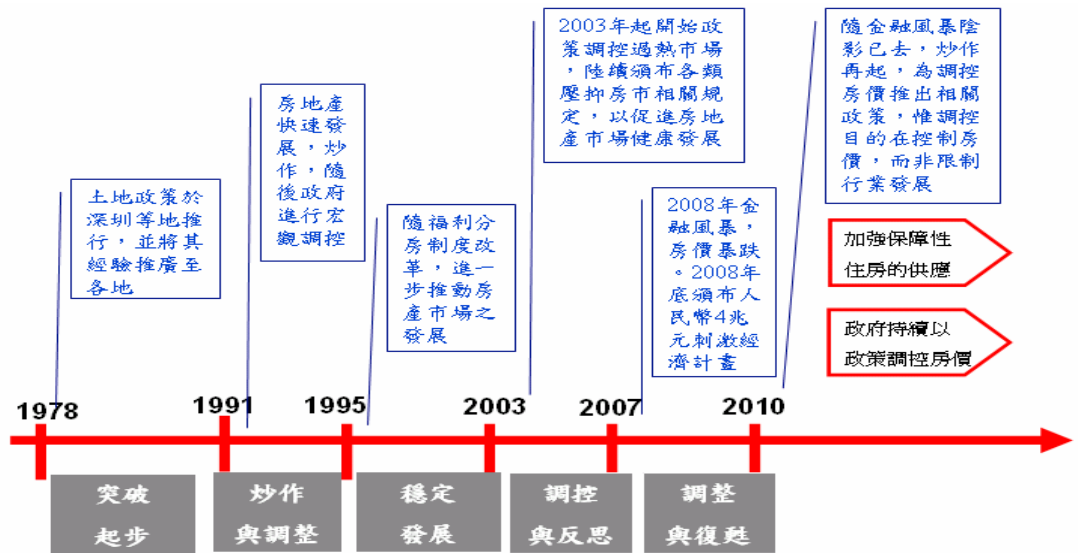 土地政策於
深圳等地推
行，並將其
經驗推廣至
各地
房地產
快速發
展，炒
作，隨
後政府
進行宏
觀調控
隨福利分
房制度改
革，進一
步推動房
產市場之
發展
2003年起開始政
策調控過熱市場
，陸續頒布各類
壓抑房市相關規
定，以促進房地
產市場健康發展
2008年金
融風暴，
房價暴跌
。2008年
底頒布人
民幣4兆
元刺激經
濟計畫
隨金融風暴陰
影已去，炒作
再起，為調控
房價推出相關
政策，惟調控
目的在控制房
價，而非限制
行業發展
加強保障性
住房的供應
政府持續以
政策調控房價
1978
1991
1995
2003
2007
2010
突破
起步
炒作
與調整
穩定
發展
調控
與反思
調整
與復甦